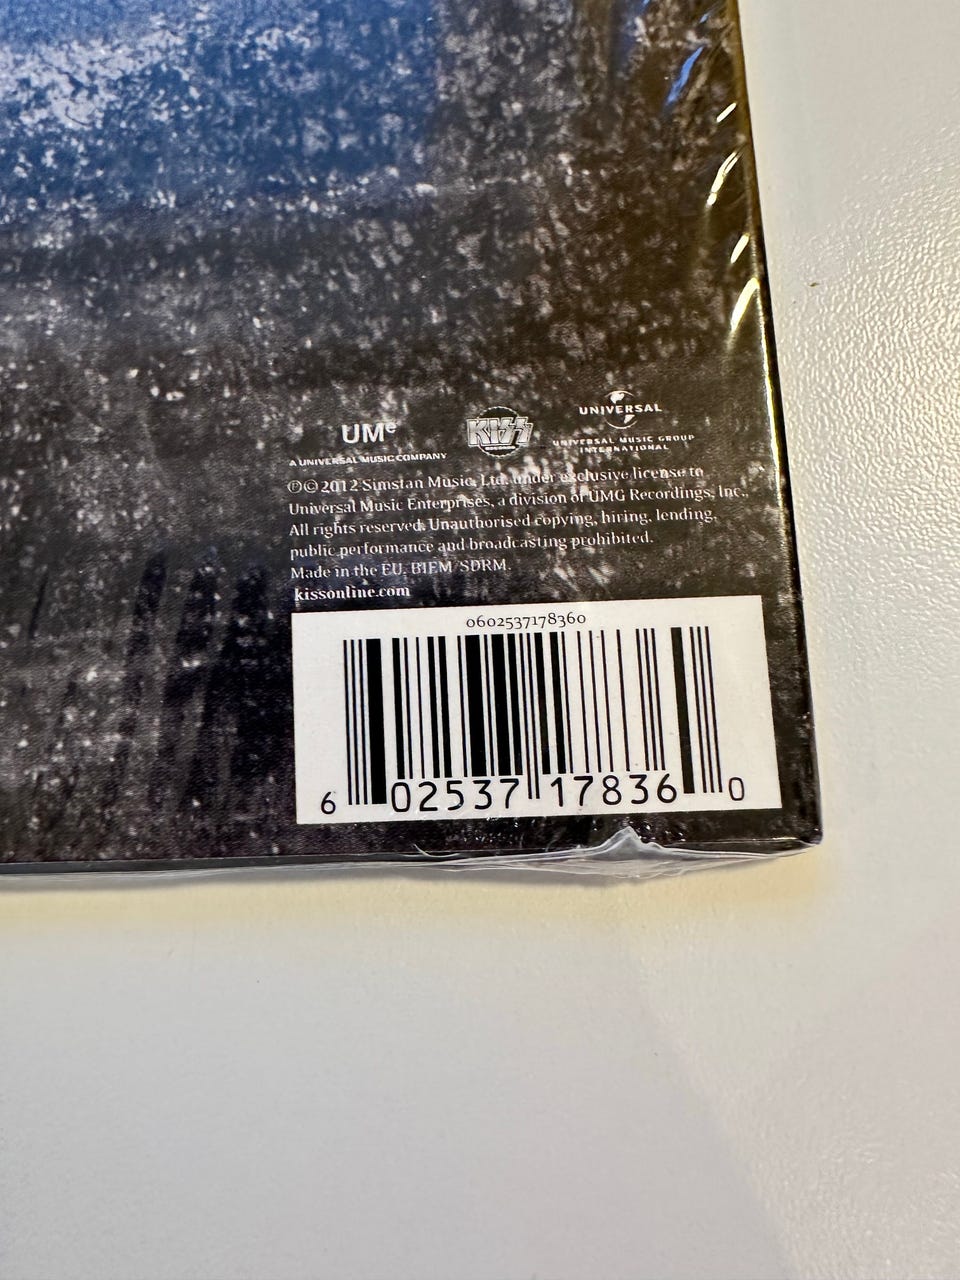 UMe
A UNIVERSAL MUSIC COMPANY
KISS
RECORDS
UNIVERSAL
UNIVERSAL MUSIC GROUP
INTERNATIONAL
℗© 2012 Simstan Music, Ltd. under exclusive license to
Universal Music Enterprises, a division of UMG Recordings, Inc.,
All rights reserved. Unauthorised copying, hiring, lending,
public performance and broadcasting prohibited.
Made in the EU. BIEM/SDRM.
kissonline.com
0602537178360
6 02537 17836 0